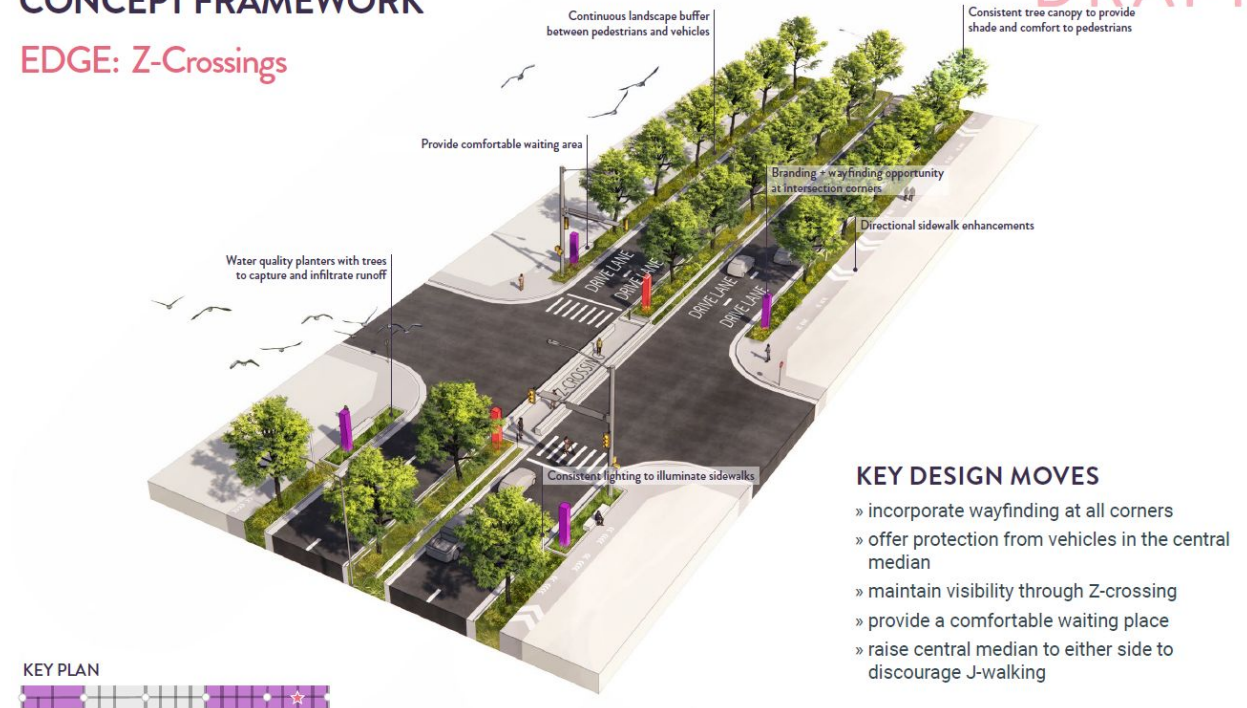 CONCEPT FRAMEWORK
DRAFT
EDGE: Z-Crossings
Continuous landscape buffer
between pedestrians and vehicles
Consistent tree canopy to provide
shade and comfort to pedestrians
Provide comfortable waiting area
Branding + wayfinding opportunity
at intersection corners
Directional sidewalk enhancements
Water quality planters with trees
to capture and infiltrate runoff
DRIVE LANE
DRIVE LANE
DRIVE LANE
DRIVE LANE
Z-CROSSING
Consistent lighting to illuminate sidewalks
KEY DESIGN MOVES
» incorporate wayfinding at all corners
» offer protection from vehicles in the central
median
» maintain visibility through Z-crossing
» provide a comfortable waiting place
» raise central median to either side to
discourage J-walking
KEY PLAN